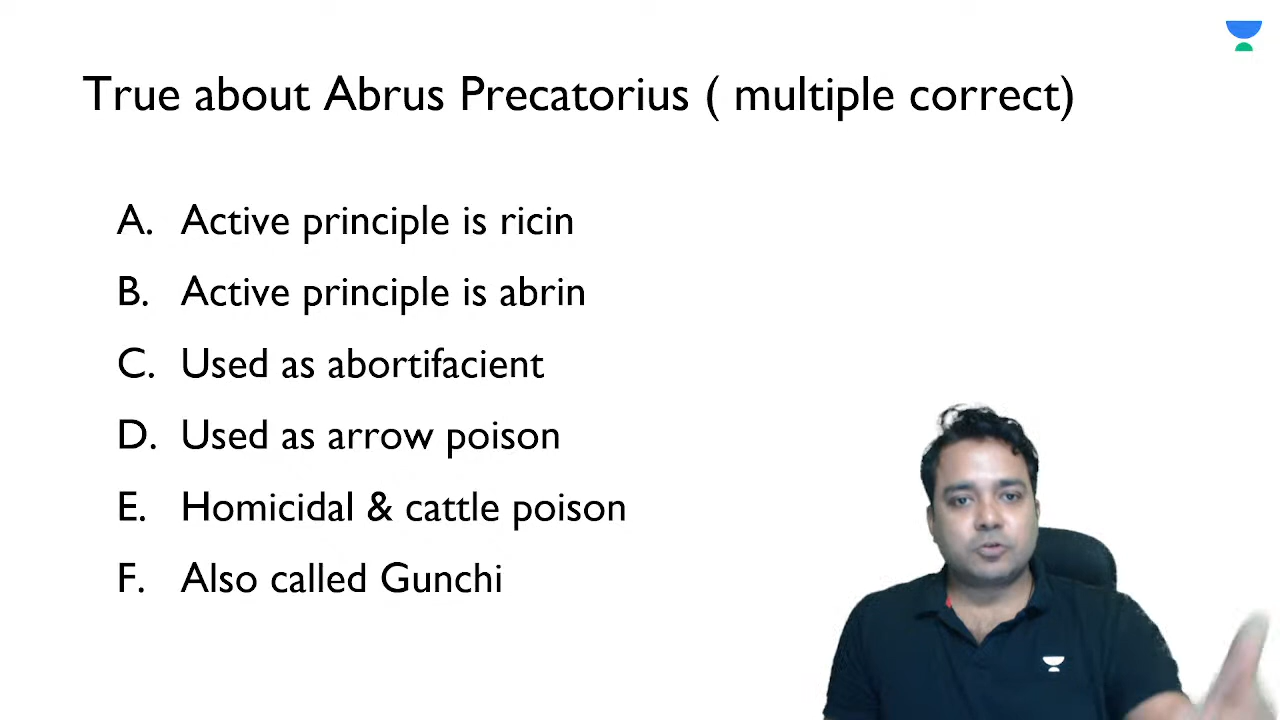 True about Abrus Precatorius ( multiple correct)
A. Active principle is ricin
B. Active principle is abrin
C. Used as abortifacient
D. Used as arrow poison
E. Homicidal & cattle poison
F. Also called Gunchi